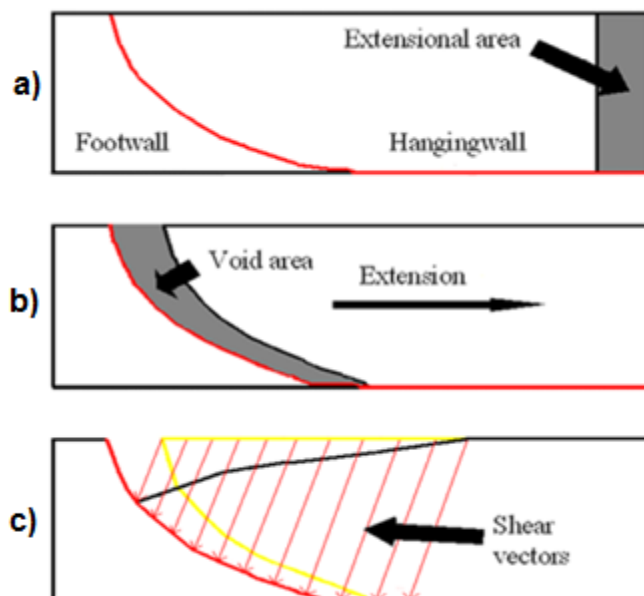 a)
Extensional area
Footwall
Hangingwall
b)
Void area
Extension
c)
Shear
vectors